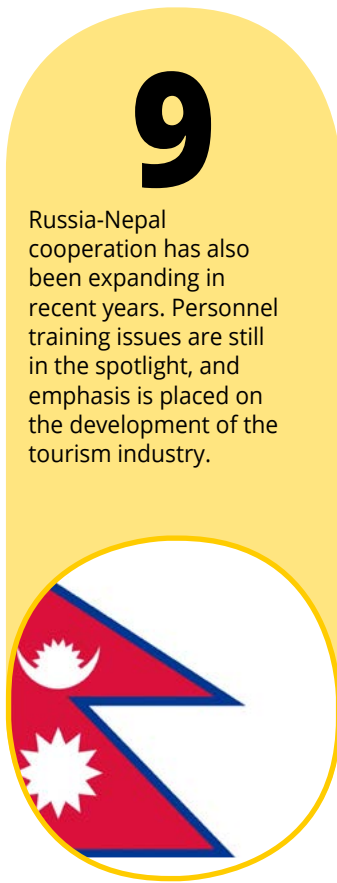 9
Russia-Nepal
cooperation has also
been expanding in
recent years. Personnel
training issues are still
in the spotlight, and
emphasis is placed on
the development of the
tourism industry.